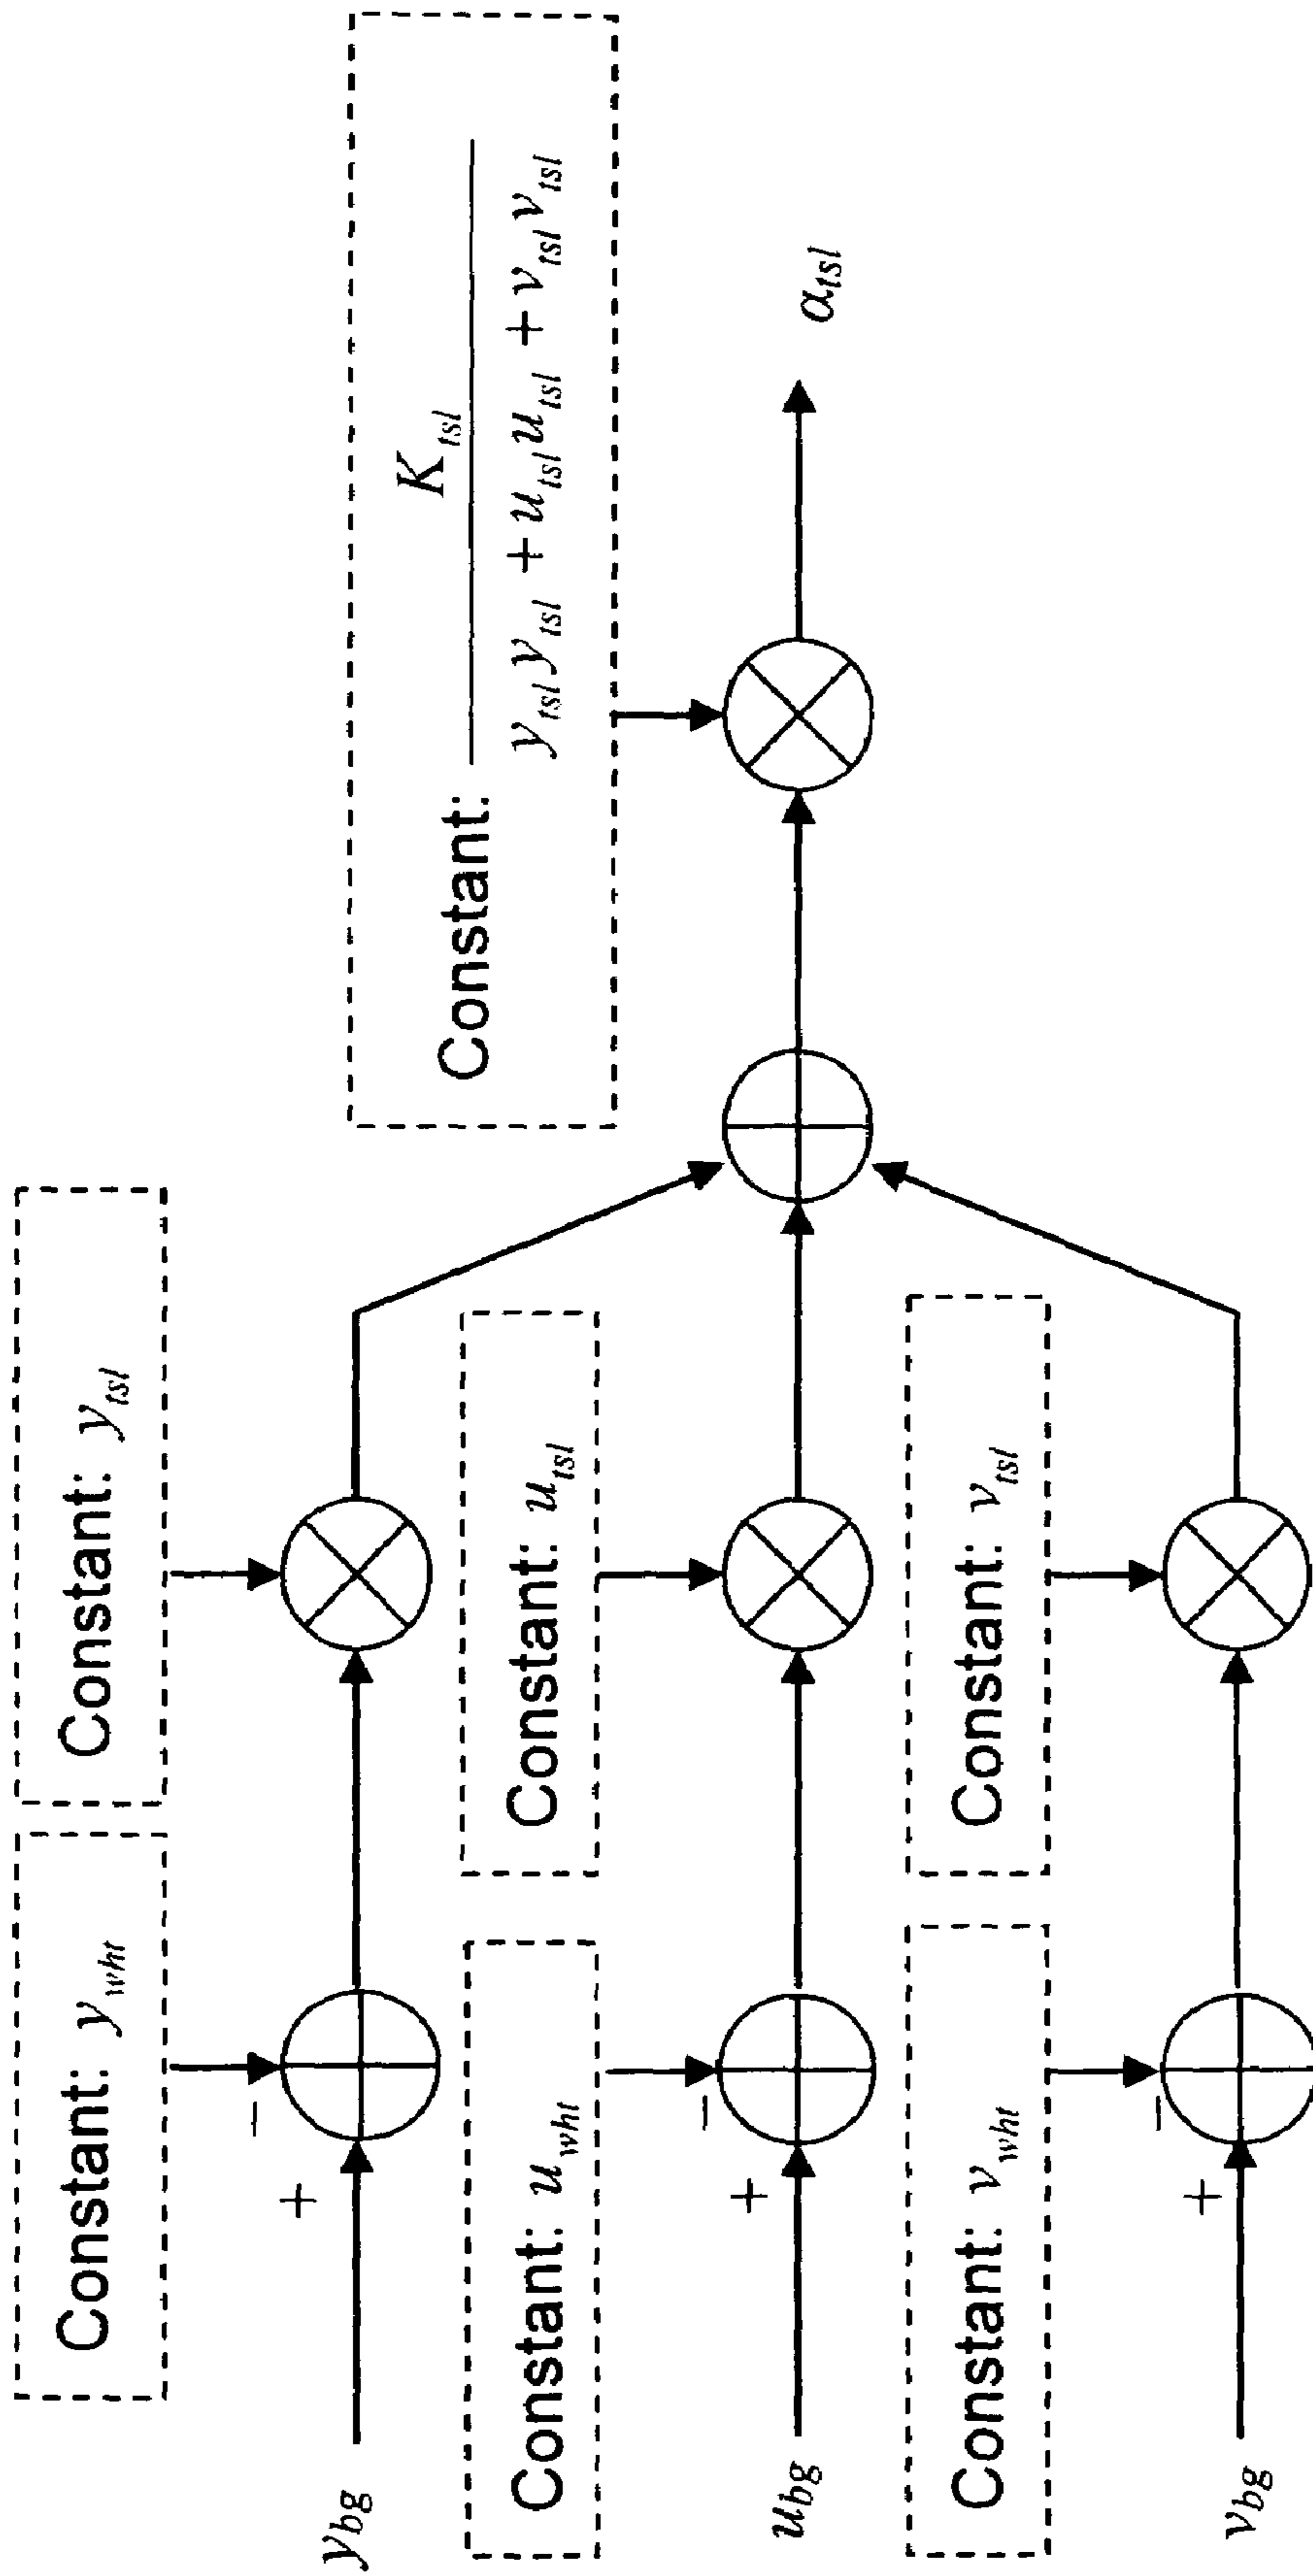 Constant: y_wht
Constant: y_tsl
y_bg
+
−
Constant: K_tsl
y_tsl y_tsl + u_tsl u_tsl + v_tsl v_tsl
Constant: u_wht
Constant: u_tsl
u_bg
+
−
α_tsl
Constant: v_wht
Constant: v_tsl
v_bg
+
−